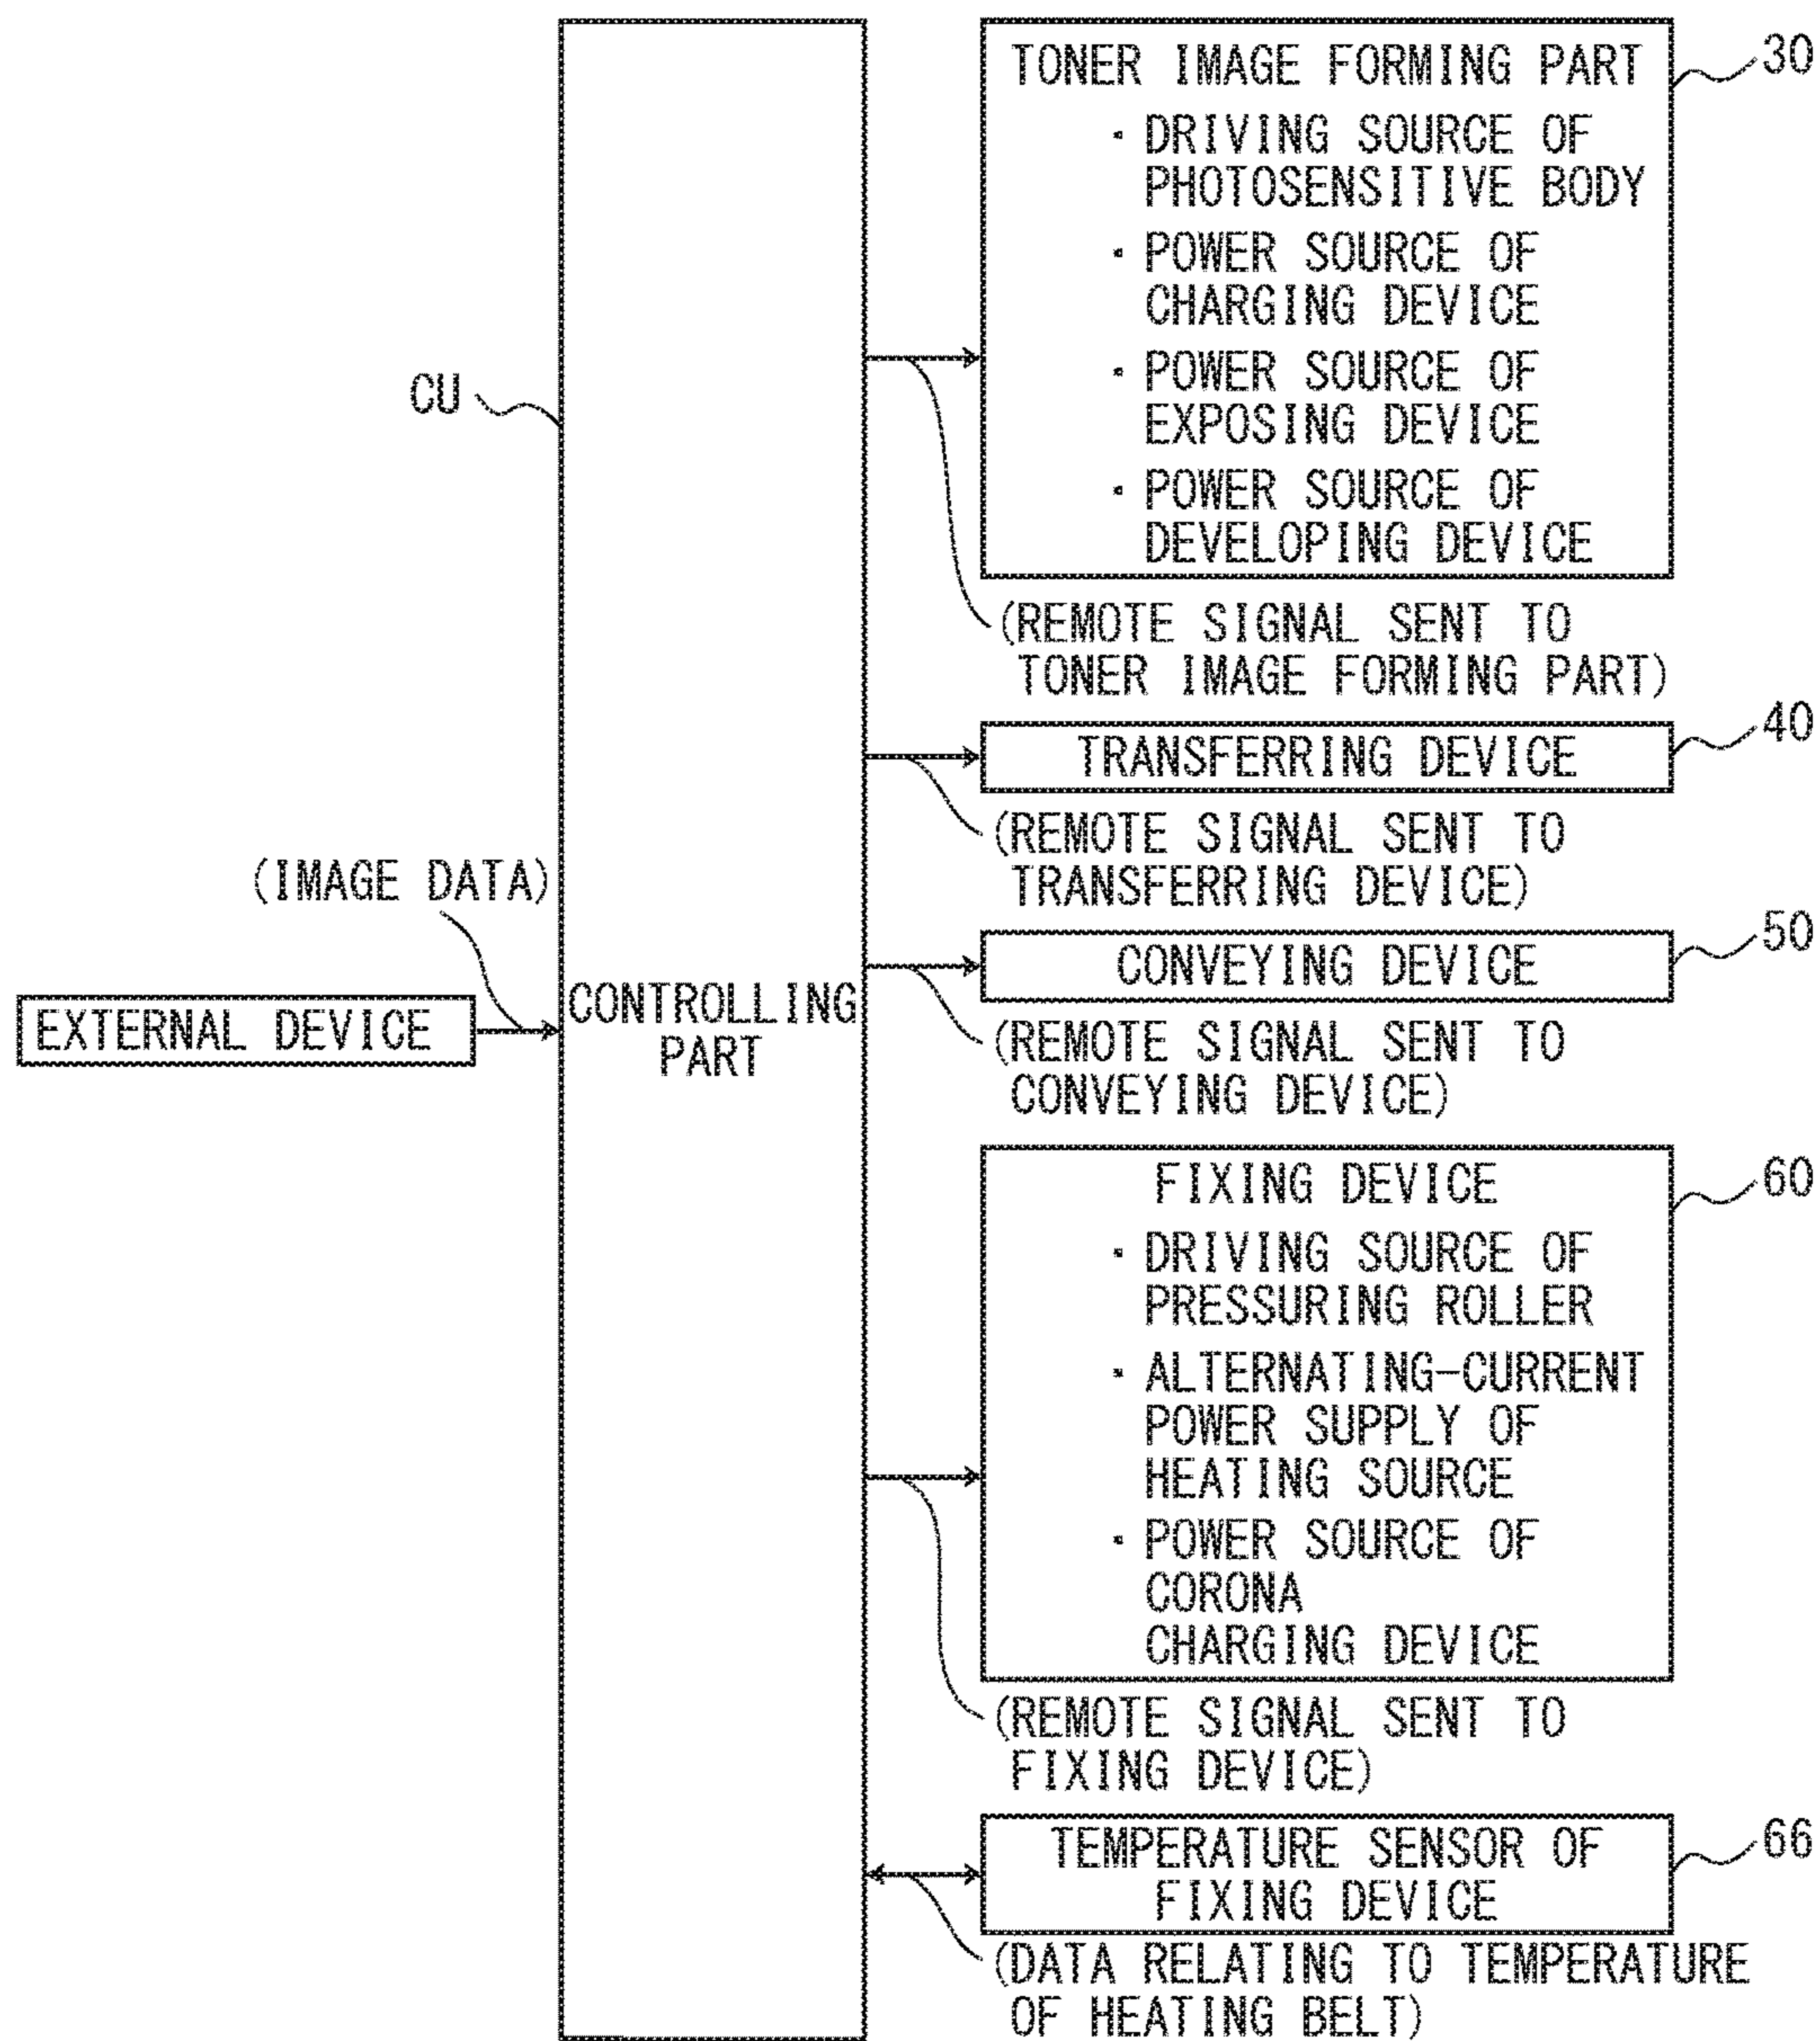 CU
(IMAGE DATA)
EXTERNAL DEVICE
CONTROLLING
PART
TONER IMAGE FORMING PART
・DRIVING SOURCE OF
PHOTOSENSITIVE BODY
・POWER SOURCE OF
CHARGING DEVICE
・POWER SOURCE OF
EXPOSING DEVICE
・POWER SOURCE OF
DEVELOPING DEVICE
30
(REMOTE SIGNAL SENT TO
TONER IMAGE FORMING PART)
TRANSFERRING DEVICE
40
(REMOTE SIGNAL SENT TO
TRANSFERRING DEVICE)
CONVEYING DEVICE
50
(REMOTE SIGNAL SENT TO
CONVEYING DEVICE)
FIXING DEVICE
・DRIVING SOURCE OF
PRESSURING ROLLER
・ALTERNATING-CURRENT
POWER SUPPLY OF
HEATING SOURCE
・POWER SOURCE OF
CORONA
CHARGING DEVICE
60
(REMOTE SIGNAL SENT TO
FIXING DEVICE)
TEMPERATURE SENSOR OF
FIXING DEVICE
66
(DATA RELATING TO TEMPERATURE
OF HEATING BELT)